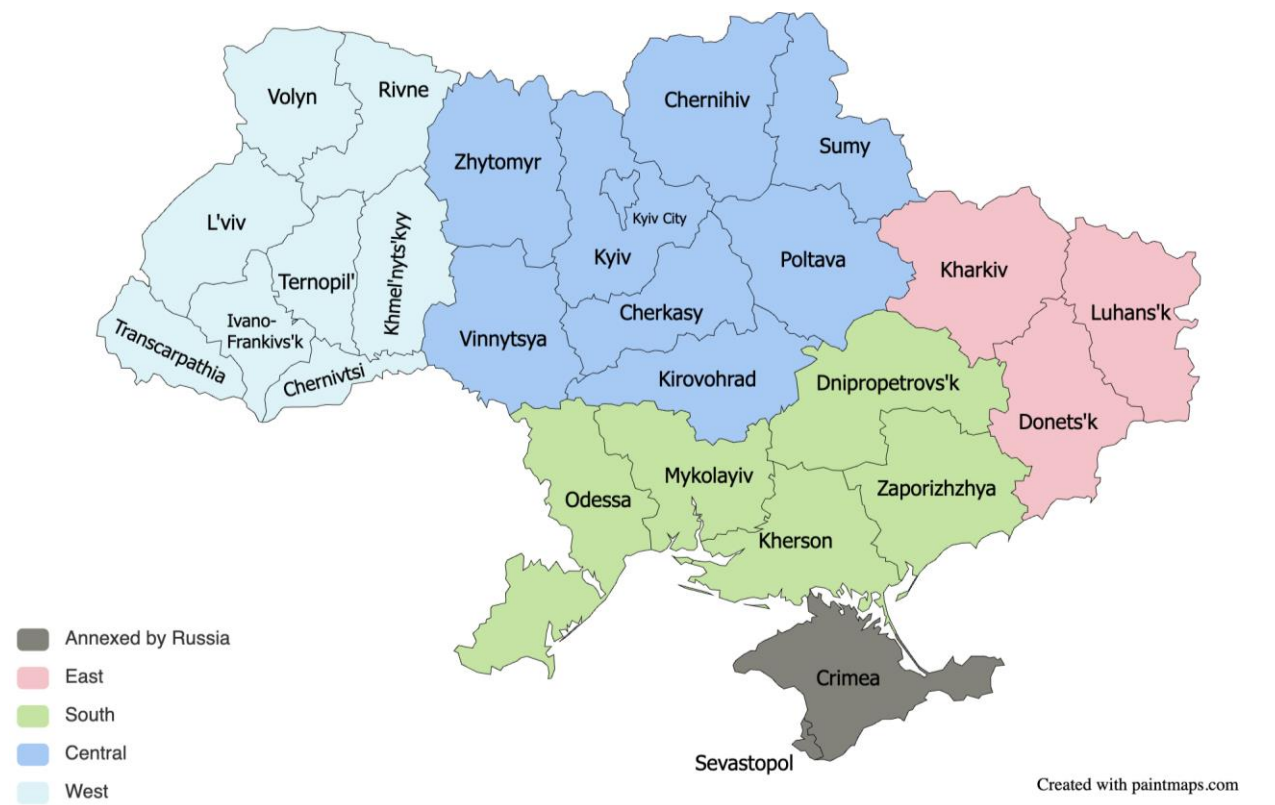 Volyn
Rivne
Chernihiv
Zhytomyr
Sumy
L'viv
Kyiv City
Khmel'nyts'kyy
Kyiv
Poltava
Kharkiv
Ternopil'
Ivano-
Frankivs'k
Cherkasy
Luhans'k
Transcarpathia
Vinnytsya
Chernivtsi
Kirovohrad
Dnipropetrovs'k
Donets'k
Mykolayiv
Zaporizhzhya
Odessa
Kherson
Crimea
Sevastopol
Annexed by Russia
East
South
Central
West
Created with paintmaps.com